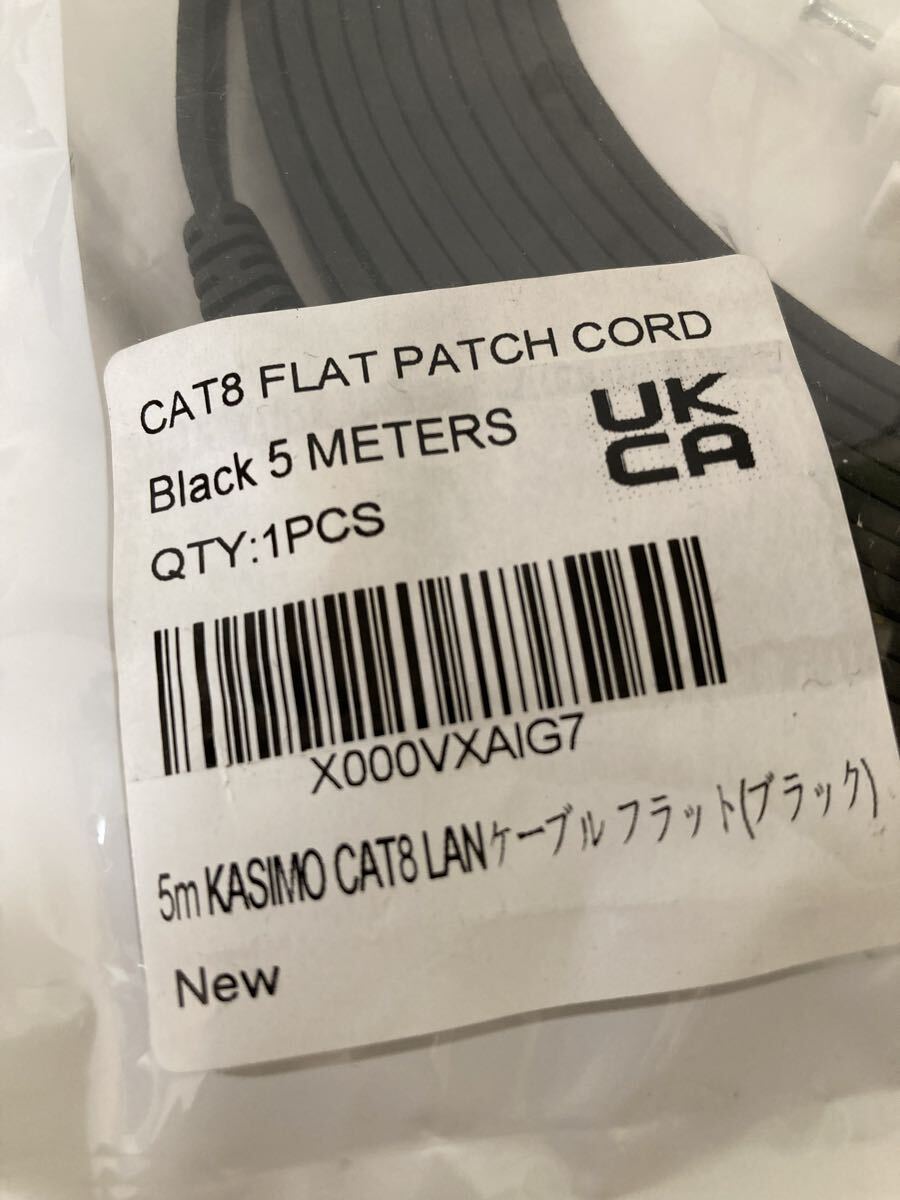 CAT8 FLAT PATCH CORD
Black 5 METERS
QTY:1PCS
UK
CA
X000VXAIG7
5m KASIMO CAT8 LANケーブル フラット(ブラック)
New